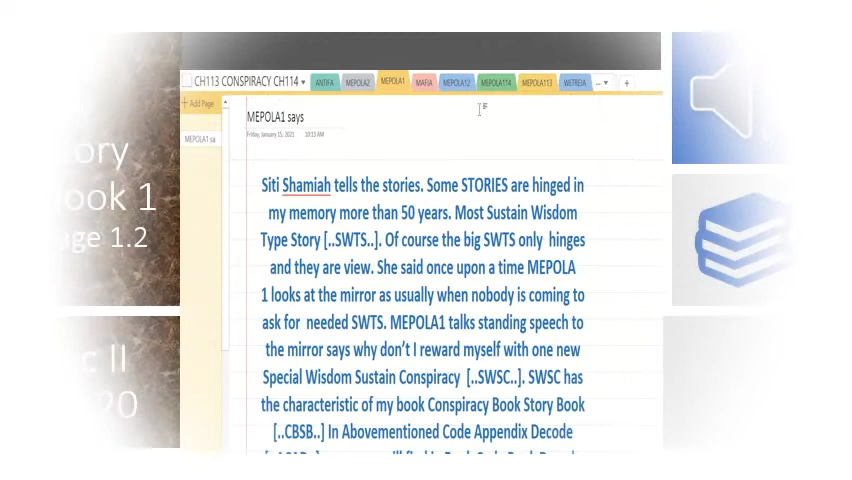 CH113 CONSPIRACY CH114
ANTIFA MEPOLA2 MEPOLA1 MAFIA MEPOLA12 MEPOLA114 MEPOLA113 WETREIA
+ Add Page
MEPOLA1 sa
MEPOLA1 says
Friday, January 15, 2021 10:13 AM
Siti Shamiah tells the stories. Some STORIES are hinged in
my memory more than 50 years. Most Sustain Wisdom
Type Story [..SWTS..]. Of course the big SWTS only hinges
and they are view. She said once upon a time MEPOLA
1 looks at the mirror as usually when nobody is coming to
ask for needed SWTS. MEPOLA1 talks standing speech to
the mirror says why don't I reward myself with one new
Special Wisdom Sustain Conspiracy [..SWSC..]. SWSC has
the characteristic of my book Conspiracy Book Story Book
[..CBSB..] In Abovementioned Code Appendix Decode
ory
ook 1
age 1.2
c II
20